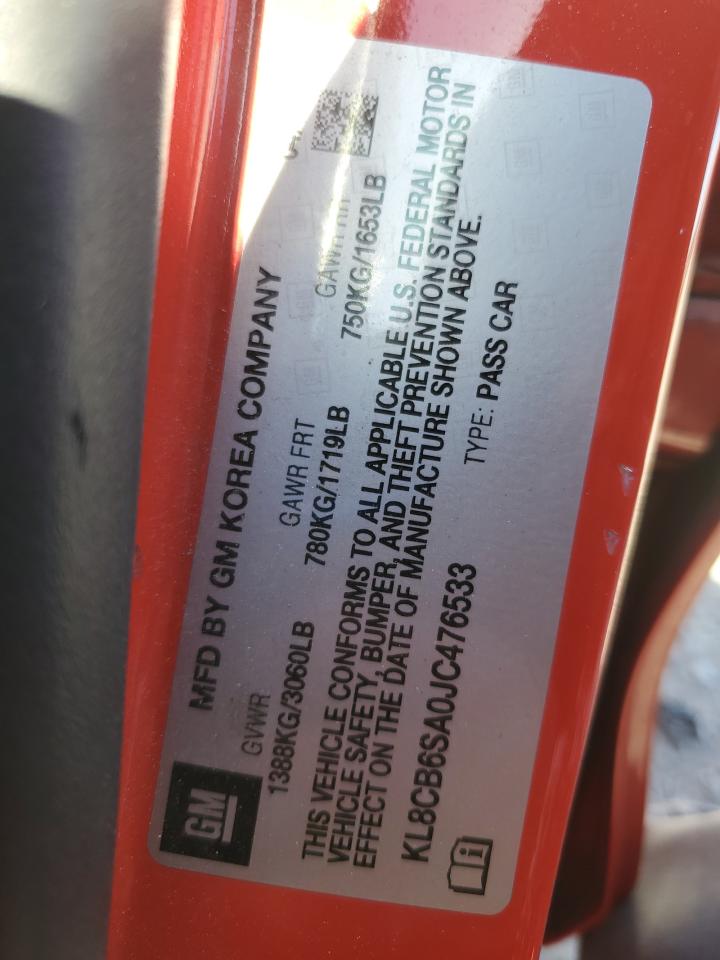 GM
MFD BY GM KOREA COMPANY
GVWR GAWR FRT GAWR RR
1388KG/3060LB 780KG/1719LB 750KG/1653LB
THIS VEHICLE CONFORMS TO ALL APPLICABLE U.S. FEDERAL MOTOR
VEHICLE SAFETY, BUMPER, AND THEFT PREVENTION STANDARDS IN
EFFECT ON THE DATE OF MANUFACTURE SHOWN ABOVE.
KL8CB6SA0JC476533 TYPE: PASS CAR